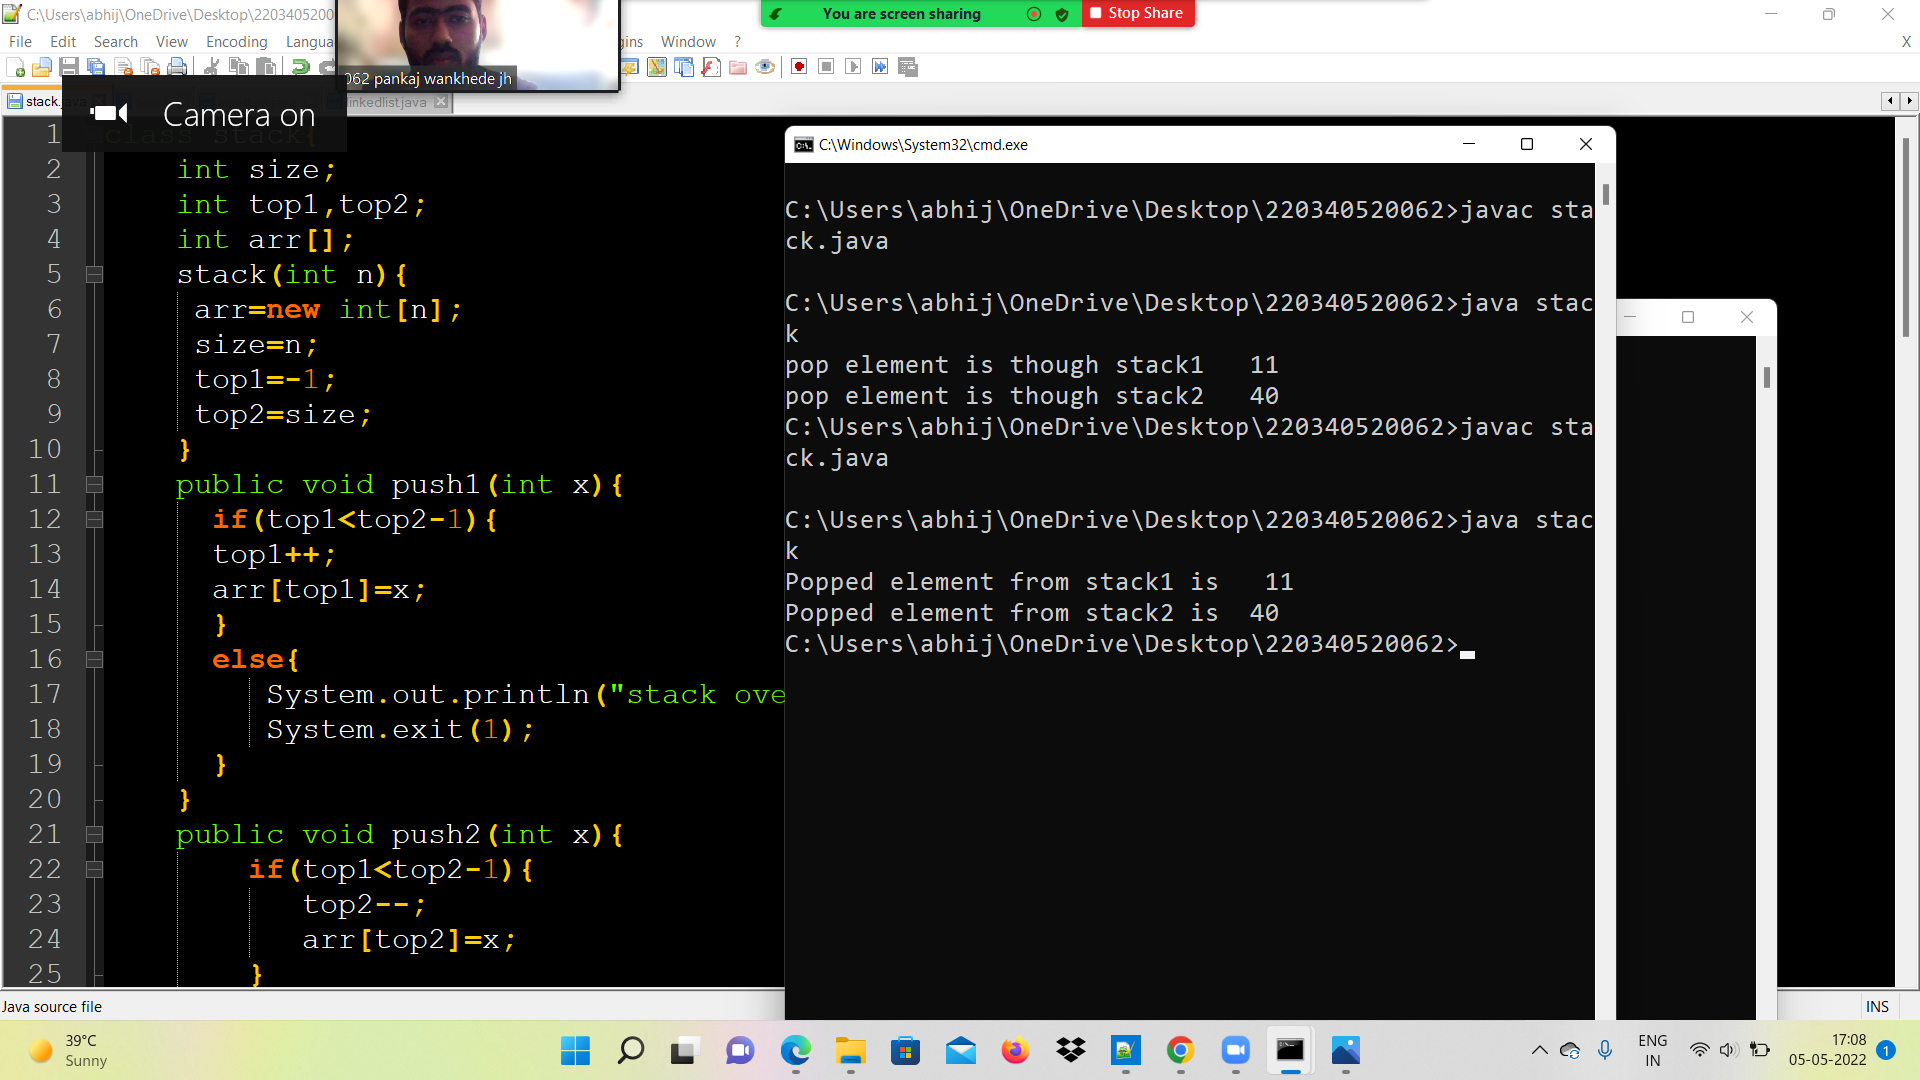 C:\Users\abhij\OneDrive\Desktop\220340520
You are screen sharing
Stop Share
File Edit Search View Encoding Langua
gins Window ?
X
062 pankaj wankhede jh
stack.java
linkedlist.java
Camera on
1 class stack{
2 int size;
3 int top1,top2;
4 int arr[];
5 stack(int n){
6 arr=new int[n];
7 size=n;
8 top1=-1;
9 top2=size;
10 }
11 public void push1(int x){
12 if(top1<top2-1){
13 top1++;
14 arr[top1]=x;
15 }
16 else{
17 System.out.println("stack ove
18 System.exit(1);
19 }
20 }
21 public void push2(int x){
22 if(top1<top2-1){
23 top2--;
24 arr[top2]=x;
25 }
C:\Windows\System32\cmd.exe
C:\Users\abhij\OneDrive\Desktop\220340520062>javac sta
ck.java
C:\Users\abhij\OneDrive\Desktop\220340520062>java stac
k
pop element is though stack1 11
pop element is though stack2 40
C:\Users\abhij\OneDrive\Desktop\220340520062>javac sta
ck.java
C:\Users\abhij\OneDrive\Desktop\220340520062>java stac
k
Popped element from stack1 is 11
Popped element from stack2 is 40
C:\Users\abhij\OneDrive\Desktop\220340520062>
Java source file
INS
39°C
Sunny
ENG
IN
17:08
05-05-2022
1